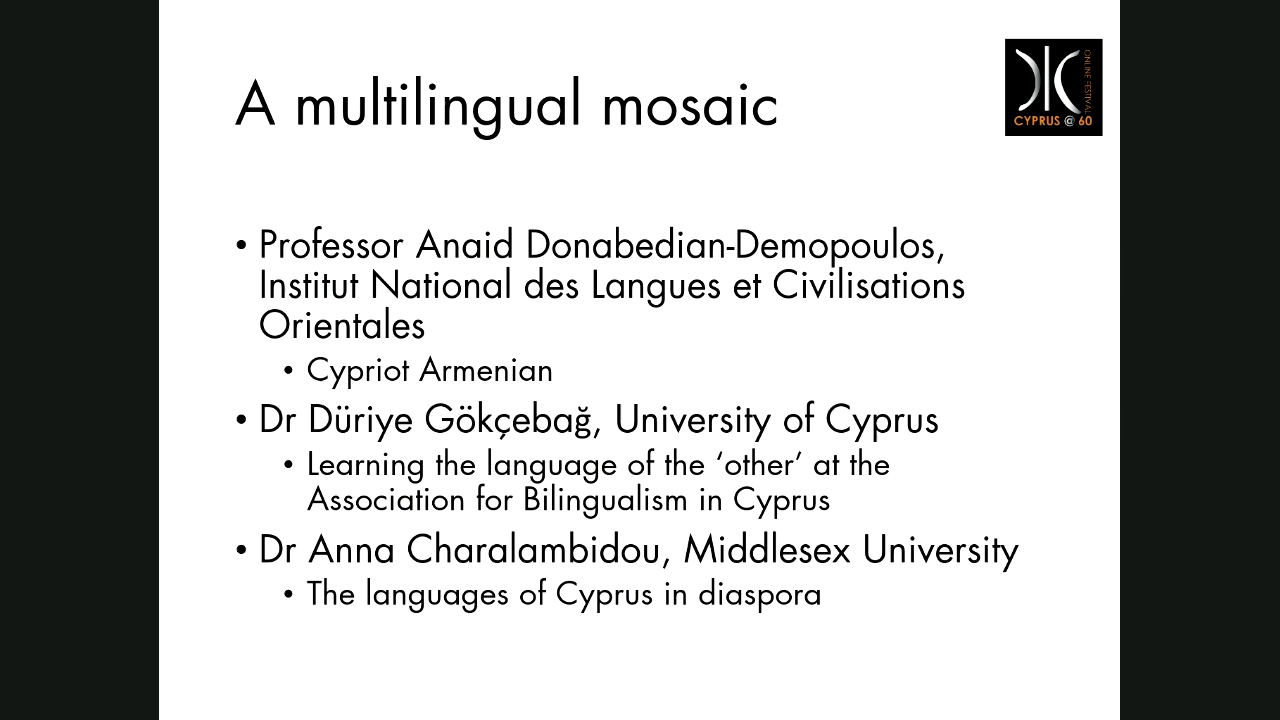 A multilingual mosaic
ONLINE FESTIVAL
CYPRUS @ 60
• Professor Anaid Donabedian-Demopoulos,
Institut National des Langues et Civilisations
Orientales
• Cypriot Armenian
• Dr Düriye Gökçebağ, University of Cyprus
• Learning the language of the ‘other’ at the
Association for Bilingualism in Cyprus
• Dr Anna Charalambidou, Middlesex University
• The languages of Cyprus in diaspora